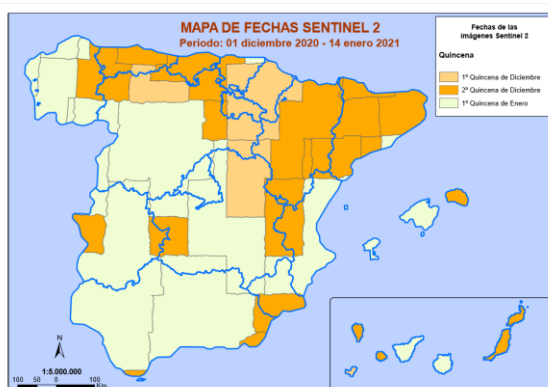 MAPA DE FECHAS SENTINEL 2
Periodo: 01 diciembre 2020 - 14 enero 2021
Fechas de las
imágenes Sentinel 2
Quincena
1ª Quincena de Diciembre
2ª Quincena de Diciembre
1ª Quincena de Enero
N
1:5.000.000
100 50 0 100
Km